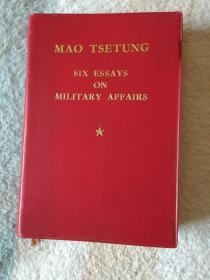 MAO TSETUNG
SIX ESSAYS
ON
MILITARY AFFAIRS